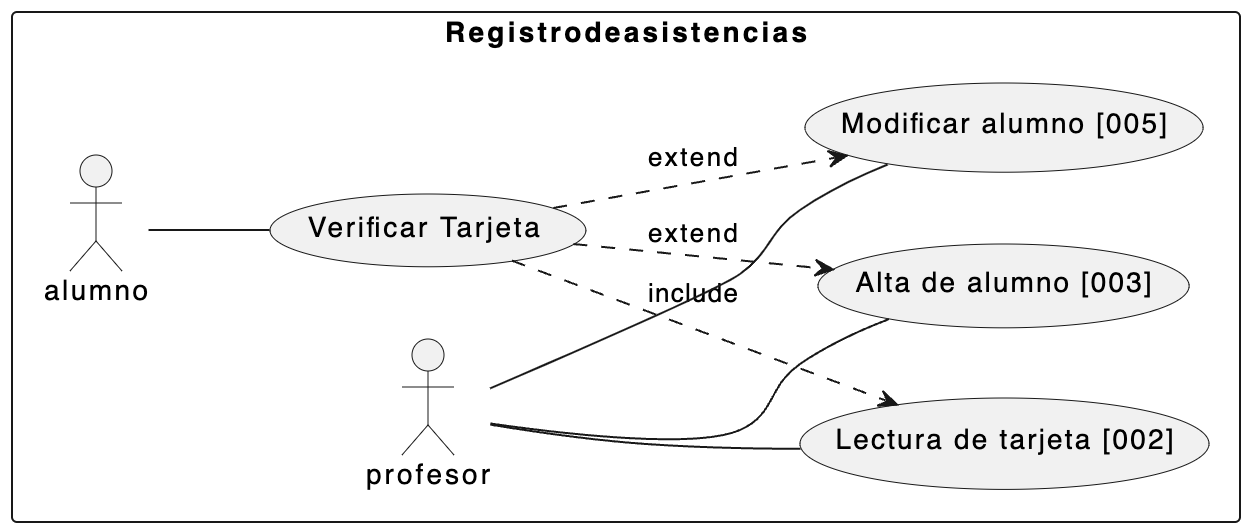 Registrodeasistencias
Modificar alumno [005]
extend
Verificar Tarjeta
extend
alumno
Alta de alumno [003]
include
profesor
Lectura de tarjeta [002]